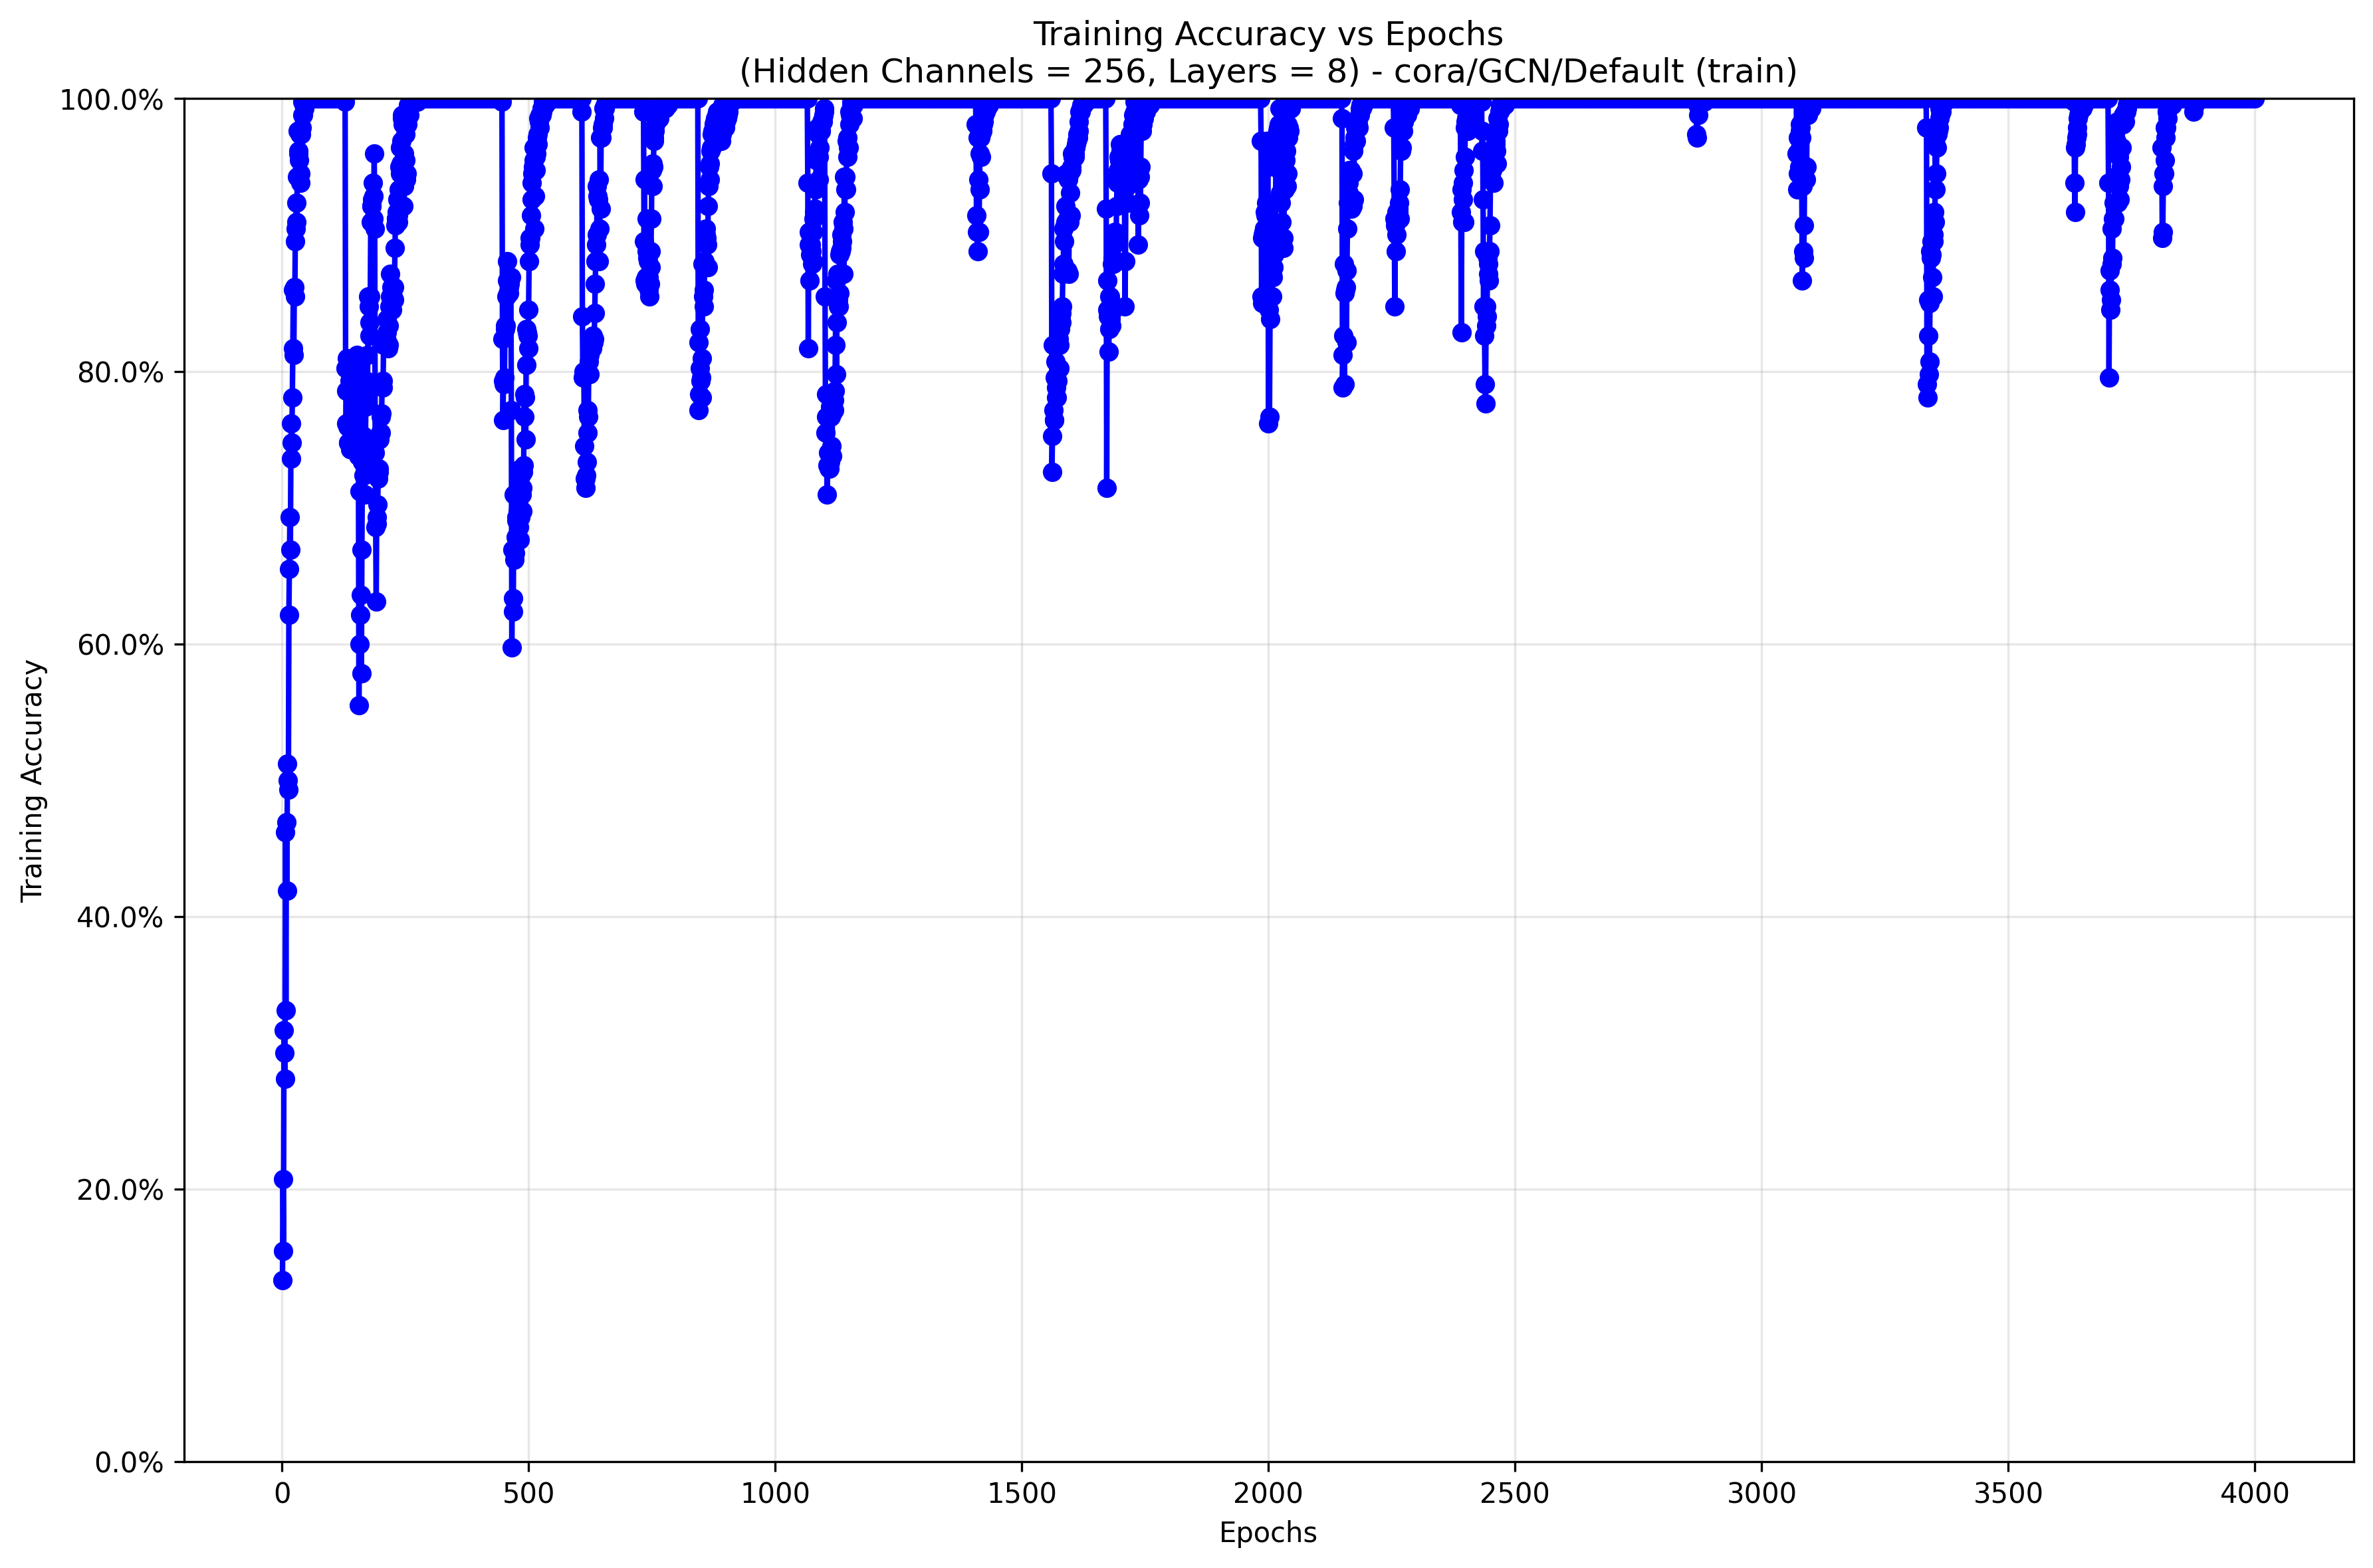 Training Accuracy vs Epochs
(Hidden Channels = 256, Layers = 8) - cora/GCN/Default (train)
100.0%
80.0%
60.0%
40.0%
20.0%
0.0%
Training Accuracy
0 500 1000 1500 2000 2500 3000 3500 4000
Epochs